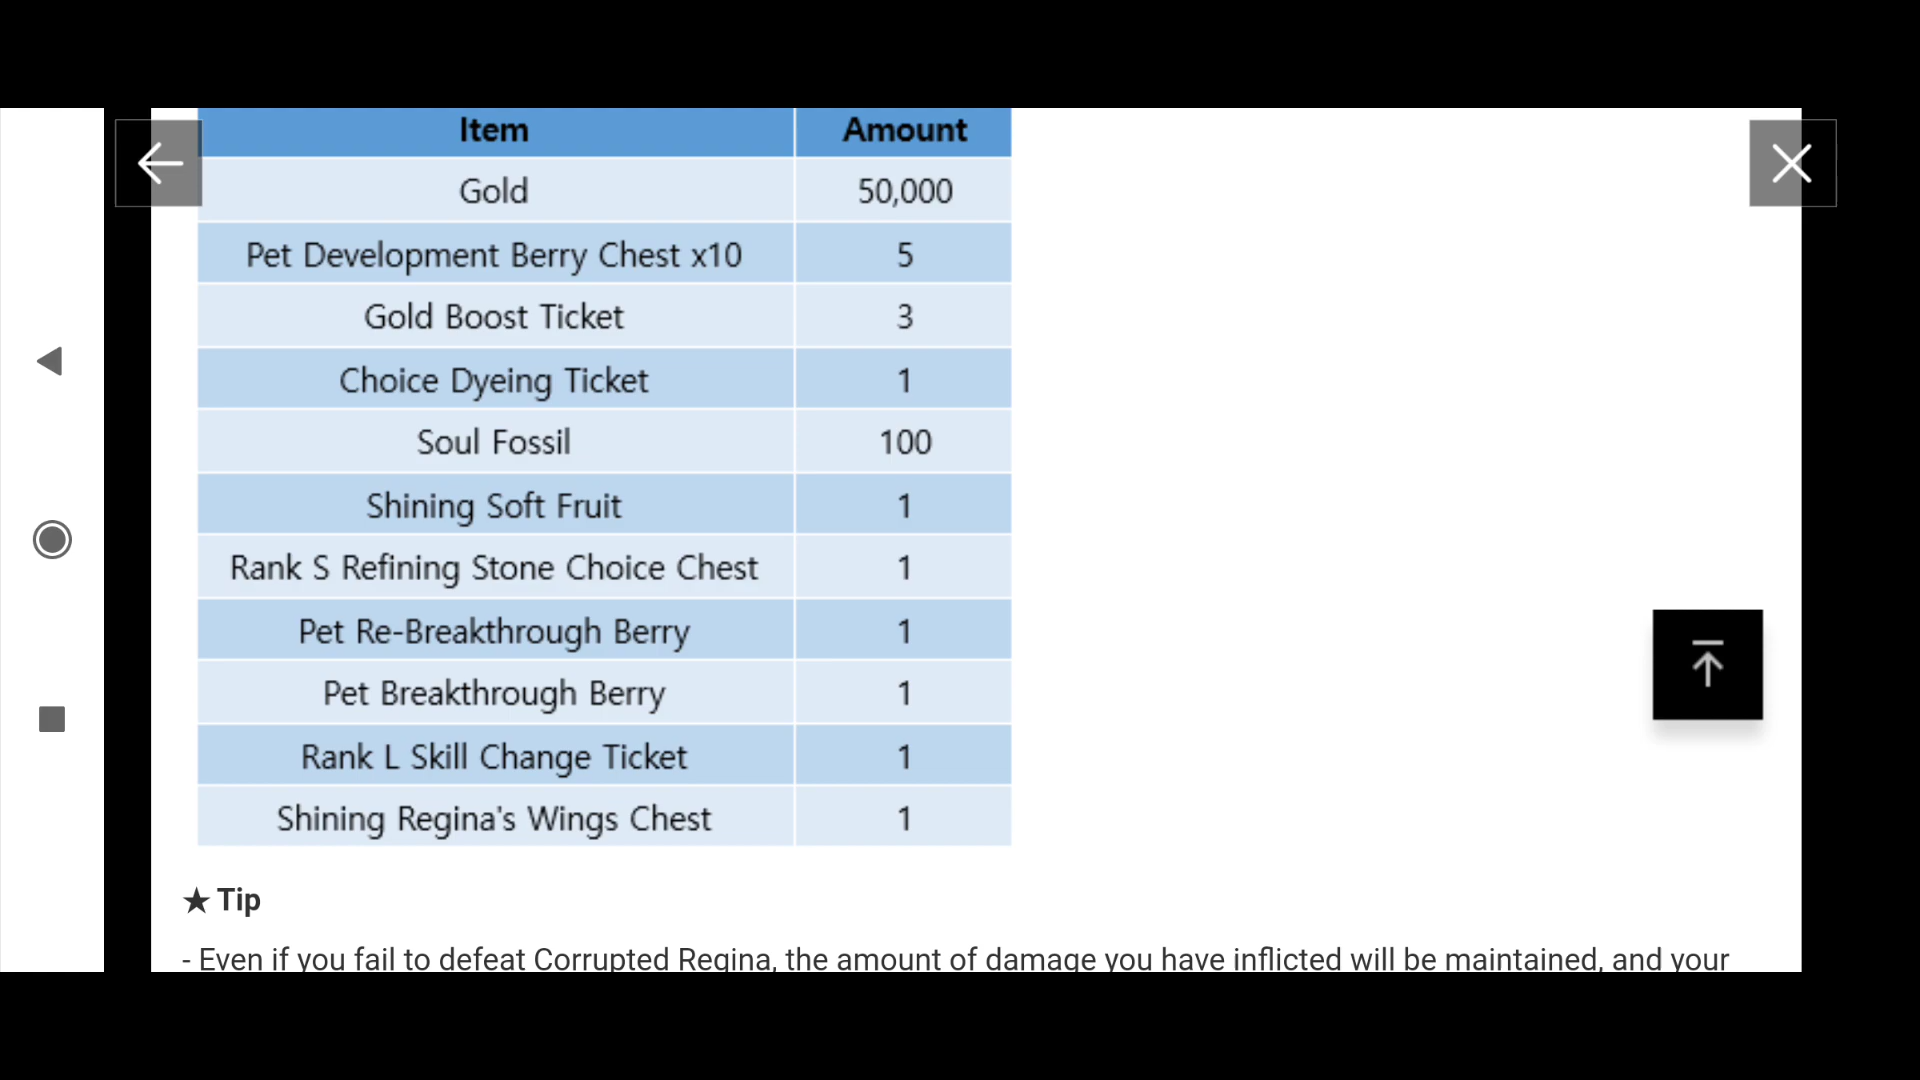 Item Amount
Gold 50,000
Pet Development Berry Chest x10 5
Gold Boost Ticket 3
Choice Dyeing Ticket 1
Soul Fossil 100
Shining Soft Fruit 1
Rank S Refining Stone Choice Chest 1
Pet Re-Breakthrough Berry 1
Pet Breakthrough Berry 1
Rank L Skill Change Ticket 1
Shining Regina's Wings Chest 1
★ Tip
- Even if you fail to defeat Corrupted Regina, the amount of damage you have inflicted will be maintained, and your